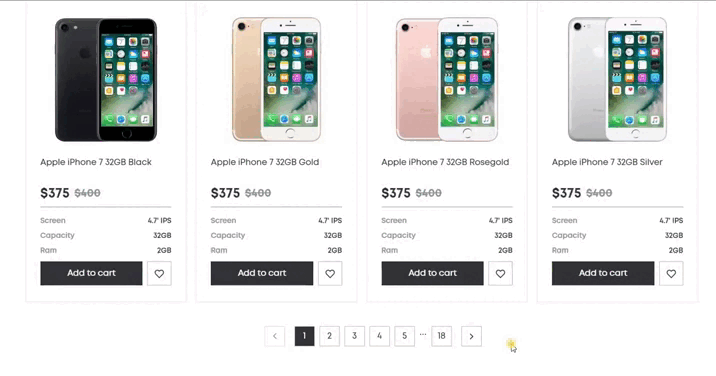 Apple iPhone 7 32GB Black
$375 $400
Screen 4.7' IPS
Capacity 32GB
Ram 2GB
Add to cart
Apple iPhone 7 32GB Gold
$375 $400
Screen 4.7' IPS
Capacity 32GB
Ram 2GB
Add to cart
Apple iPhone 7 32GB Rosegold
$375 $400
Screen 4.7' IPS
Capacity 32GB
Ram 2GB
Add to cart
Apple iPhone 7 32GB Silver
$375 $400
Screen 4.7' IPS
Capacity 32GB
Ram 2GB
Add to cart
< 1 2 3 4 5 ... 18 >